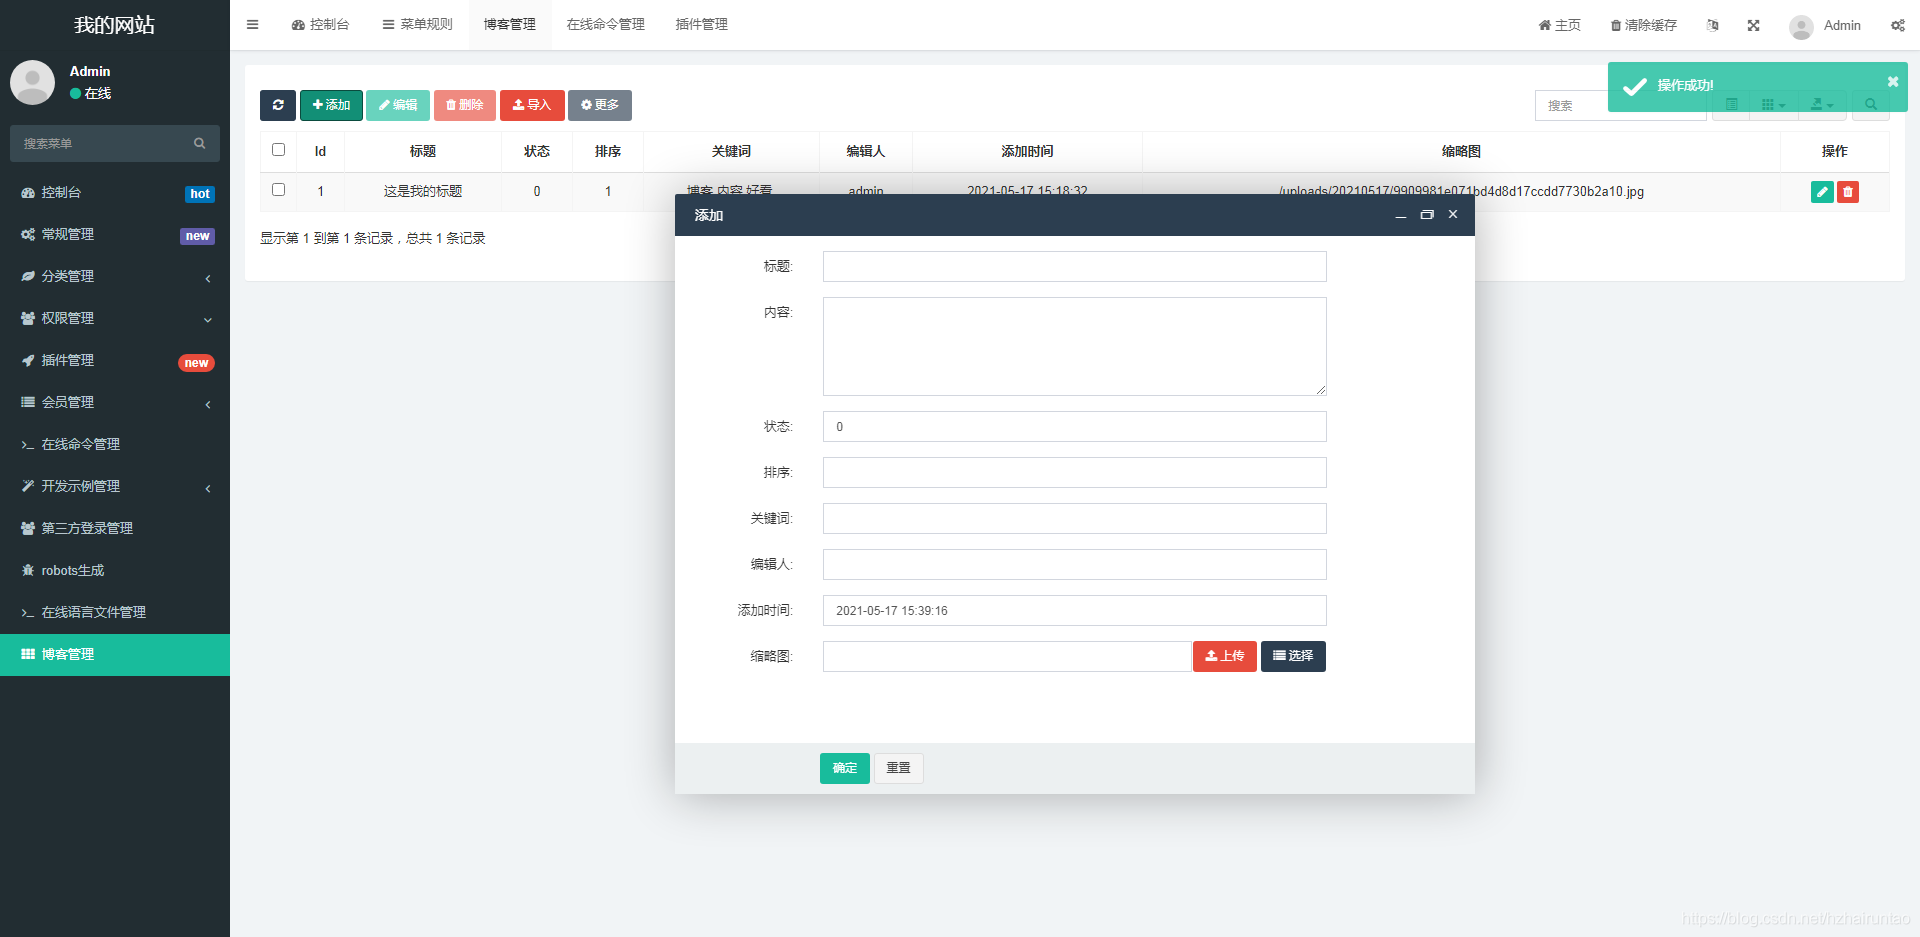 我的网站
控制台
菜单规则
博客管理
在线命令管理
插件管理
主页
清除缓存
Admin
Admin
在线
搜索菜单
控制台 hot
常规管理 new
分类管理
权限管理
插件管理 new
会员管理
在线命令管理
开发示例管理
第三方登录管理
robots生成
在线语言文件管理
博客管理
操作成功!
添加
编辑
删除
导入
更多
搜索
Id 标题 状态 排序 关键词 编辑人 添加时间 缩略图 操作
1 这是我的标题 0 1 博客,内容,好看 admin 2021-05-17 15:18:32 /uploads/20210517/9909981e071bd4d8d17ccdd7730b2a10.jpg
显示第 1 到第 1 条记录，总共 1 条记录
添加
标题:
内容:
状态: 0
排序:
关键词:
编辑人:
添加时间: 2021-05-17 15:39:16
缩略图: 上传 选择
确定 重置
https://blog.csdn.net/hzhairuntao